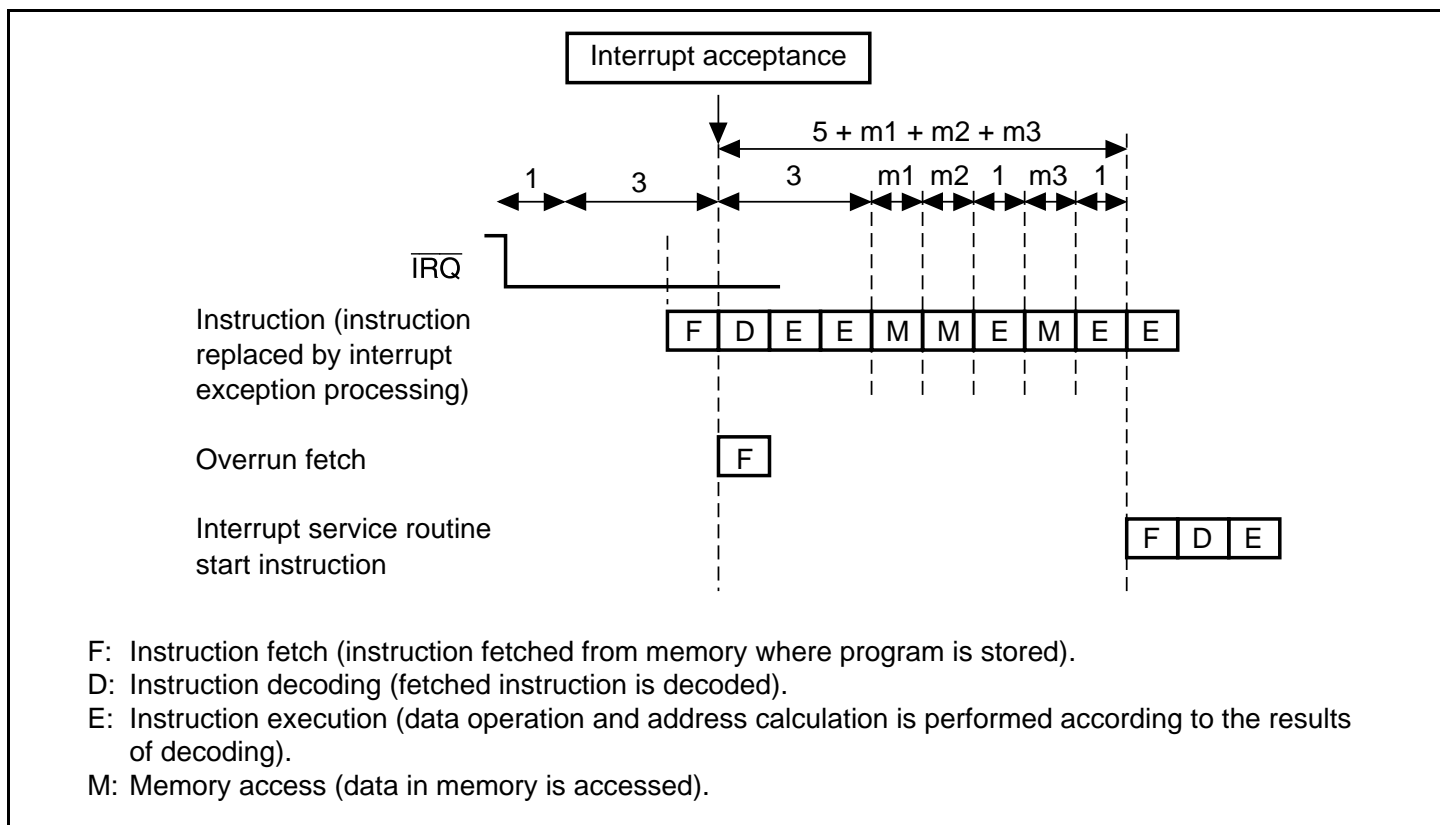 Interrupt acceptance
5 + m1 + m2 + m3
1 3 3 m1 m2 1 m3 1
IRQ
Instruction (instruction
replaced by interrupt
exception processing)
F D E E M M E M E E
Overrun fetch
F
Interrupt service routine
start instruction
F D E
F: Instruction fetch (instruction fetched from memory where program is stored).
D: Instruction decoding (fetched instruction is decoded).
E: Instruction execution (data operation and address calculation is performed according to the results
of decoding).
M: Memory access (data in memory is accessed).